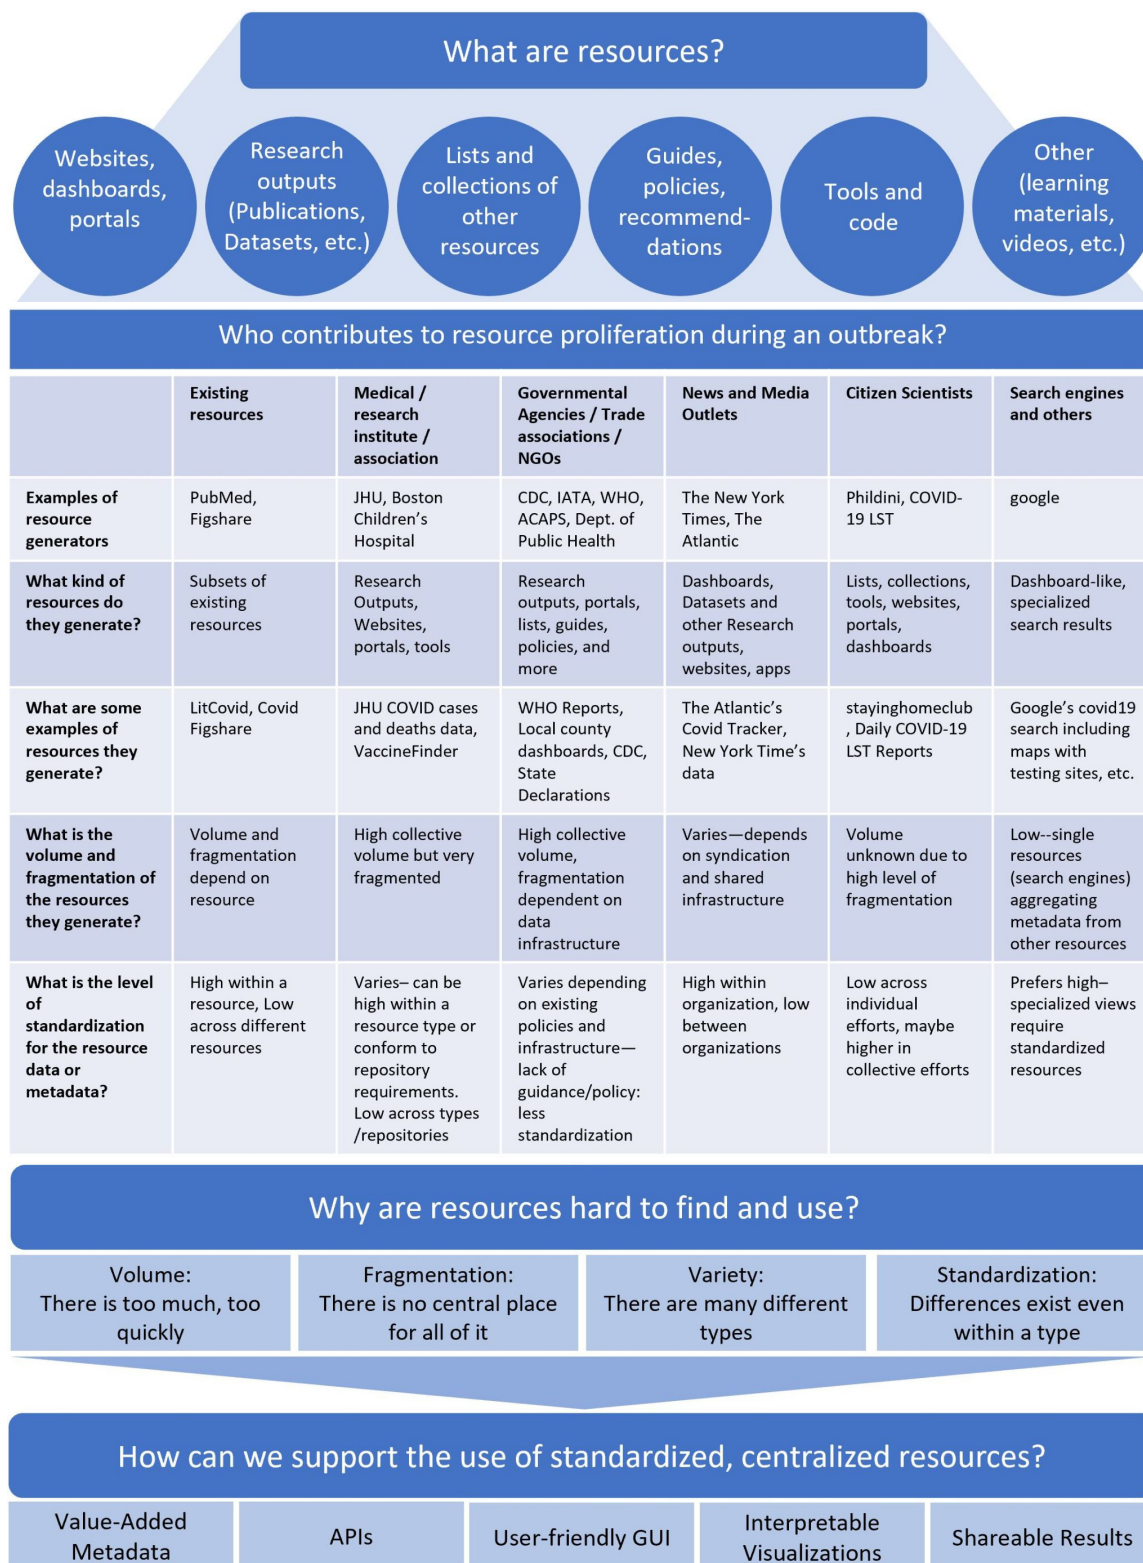 What are resources?
Websites,
dashboards,
portals
Research
outputs
(Publications,
Datasets, etc.)
Lists and
collections of
other
resources
Guides,
policies,
recommend-
dations
Tools and
code
Other
(learning
materials,
videos, etc.)
Who contributes to resource proliferation during an outbreak?
Existing
resources
Medical /
research
institute /
association
Governmental
Agencies / Trade
associations /
NGOs
News and Media
Outlets
Citizen Scientists
Search engines
and others
Examples of
resource
generators
PubMed,
Figshare
JHU, Boston
Children's
Hospital
CDC, IATA, WHO,
ACAPS, Dept. of
Public Health
The New York
Times, The
Atlantic
Phildini, COVID-
19 LST
google
What kind of
resources do
they generate?
Subsets of
existing
resources
Research
Outputs,
Websites,
portals, tools
Research
outputs, portals,
lists, guides,
policies, and
more
Dashboards,
Datasets and
other Research
outputs,
websites, apps
Lists, collections,
tools, websites,
portals,
dashboards
Dashboard-like,
specialized
search results
What are some
examples of
resources they
generate?
LitCovid, Covid
Figshare
JHU COVID cases
and deaths data,
VaccineFinder
WHO Reports,
Local county
dashboards, CDC,
State
Declarations
The Atlantic's
Covid Tracker,
New York Time's
data
stayinghomeclub
, Daily COVID-19
LST Reports
Google's covid19
search including
maps with
testing sites, etc.
What is the
volume and
fragmentation of
the resources
they generate?
Volume and
fragmentation
depend on
resource
High collective
volume but very
fragmented
High collective
volume,
fragmentation
dependent on
data
infrastructure
Varies—depends
on syndication
and shared
infrastructure
Volume
unknown due to
high level of
fragmentation
Low--single
resources
(search engines)
aggregating
metadata from
other resources
What is the level
of
standardization
for the resource
data or
metadata?
High within a
resource, Low
across different
resources
Varies– can be
high within a
resource type or
conform to
repository
requirements.
Low across types
/repositories
Varies depending
on existing
policies and
infrastructure—
lack of
guidance/policy:
less
standardization
High within
organization, low
between
organizations
Low across
individual
efforts, maybe
higher in
collective efforts
Prefers high–
specialized views
require
standardized
resources
Why are resources hard to find and use?
Volume:
There is too much, too
quickly
Fragmentation:
There is no central place
for all of it
Variety:
There are many different
types
Standardization:
Differences exist even
within a type
How can we support the use of standardized, centralized resources?
Value-Added
Metadata
APIs
User-friendly GUI
Interpretable
Visualizations
Shareable Results